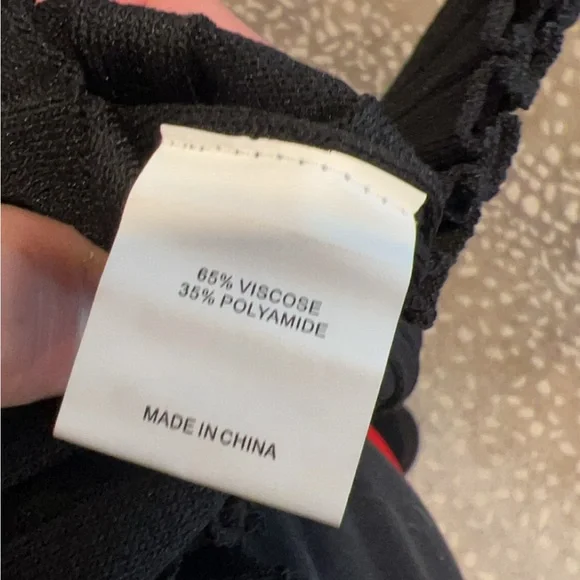 65% VISCOSE
35% POLYAMIDE
MADE IN CHINA